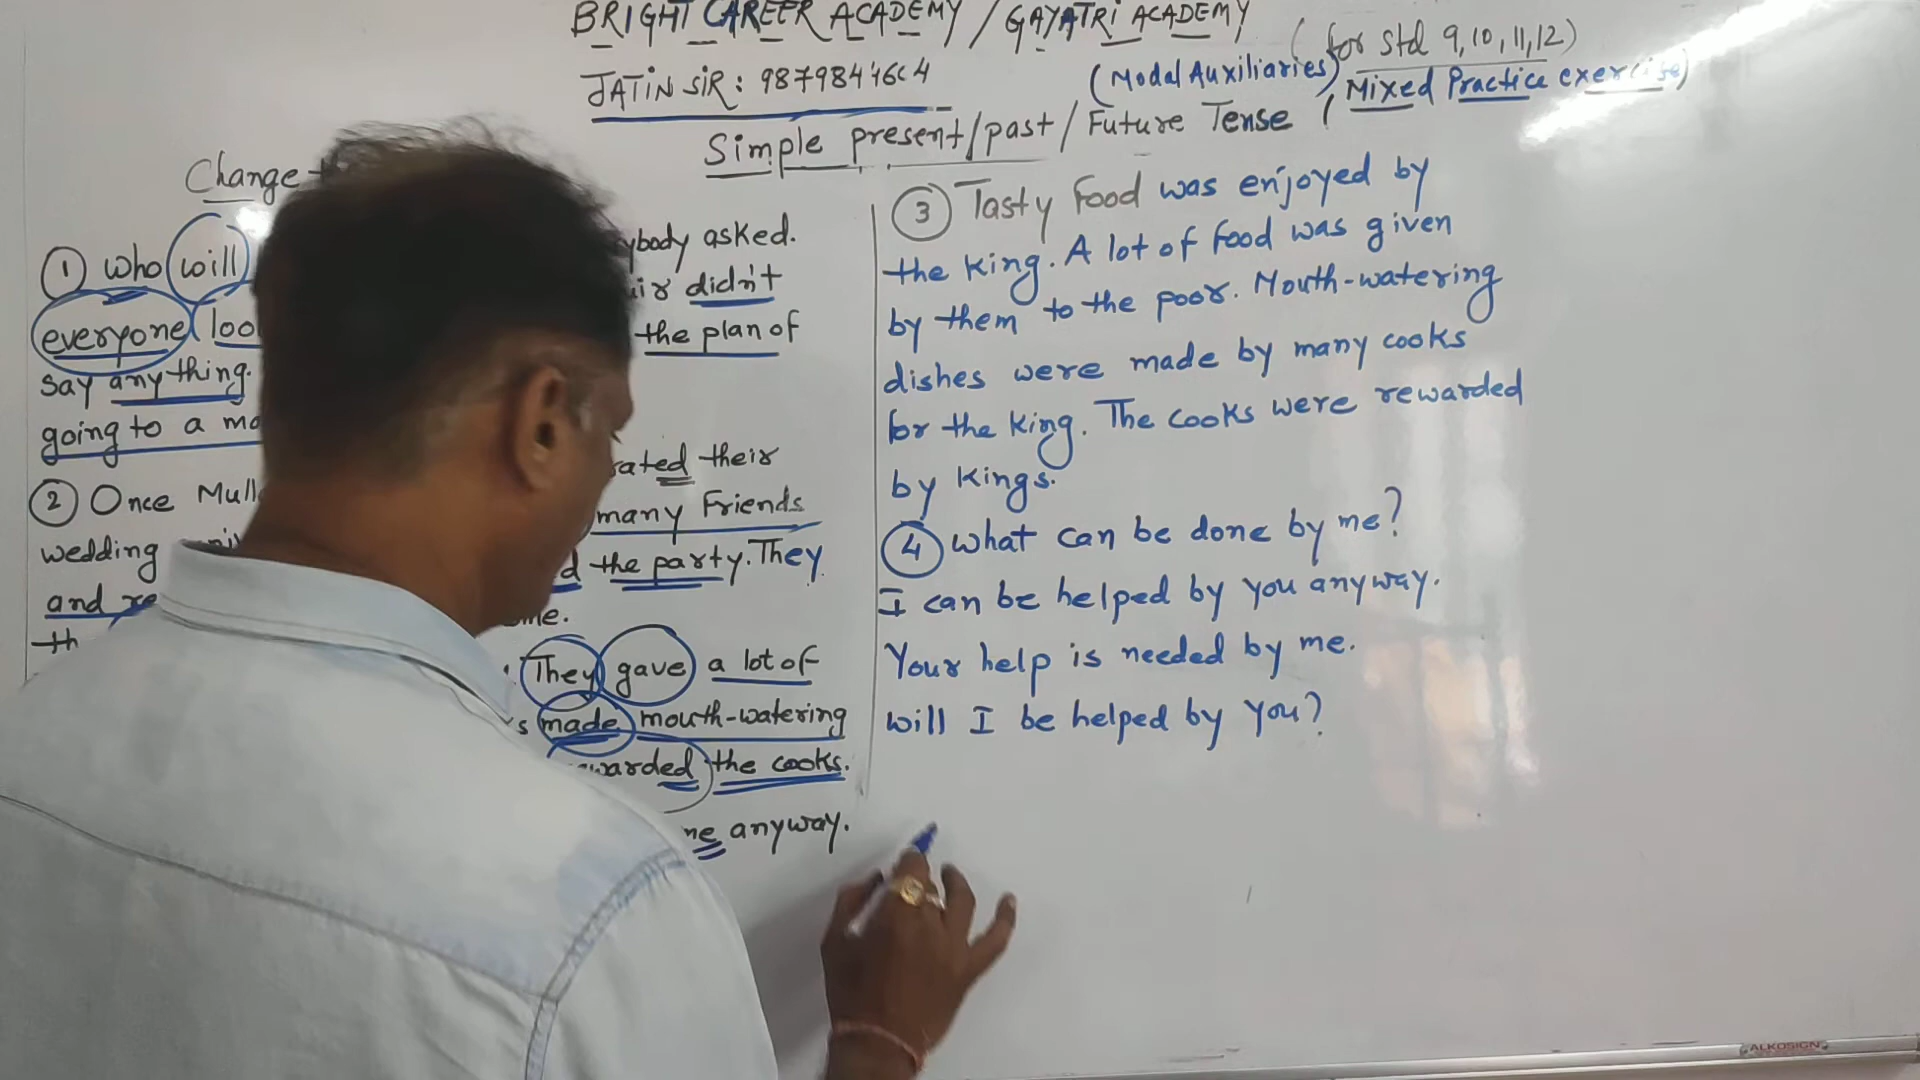 BRIGHT CAREER ACADEMY / GAYATRI ACADEMY
(for std 9,10,11,12)
JATIN SIR:
(Modal Auxiliaries)
(Mixed Practice exercise)
Simple present/past/Future Tense
Change
① who will
ybody asked.
didn't
everyone loo
the plan of
say anything.
going to a mo
rated their
② Once Mull
many Friends
wedding
the party. They
and re
me.
th
They gave a lot of
made mouth-watering
warded the cooks.
me anyway.
③ Tasty Food was enjoyed by
the King. A lot of food was given
by them to the poor. Mouth-watering
dishes were made by many cooks
for the King. The cooks were rewarded
by Kings.
④ What can be done by me?
I can be helped by you anyway.
Your help is needed by me.
will I be helped by you?
ALKOSIGN